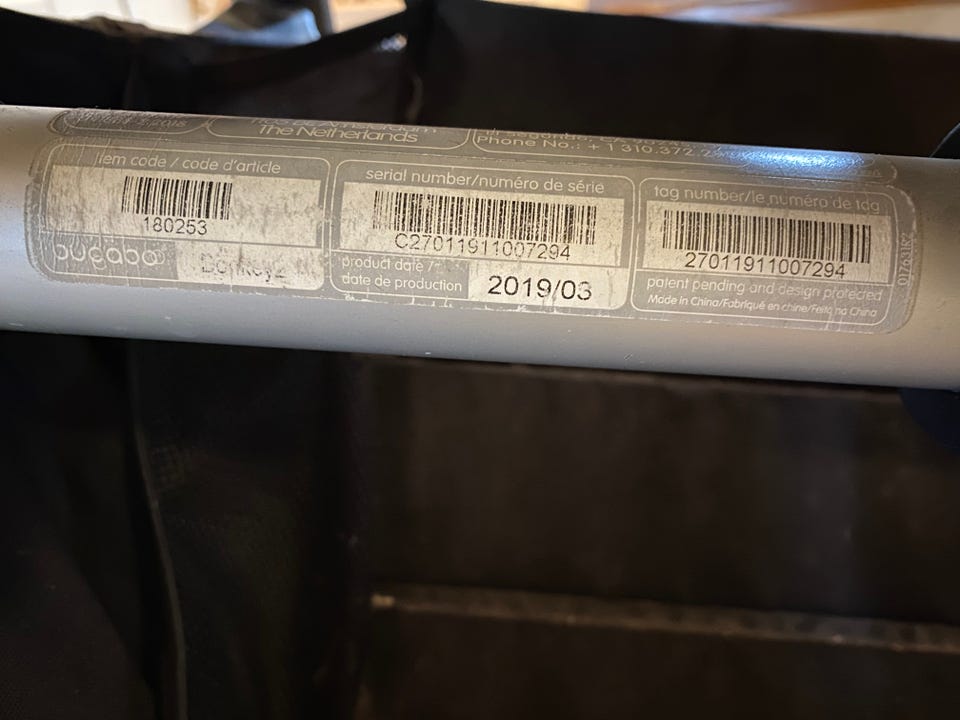 The Netherlands
Phone No.: + 1 310.372.
item code / code d'article
180253
bugaboo
Donkey2
serial number/numéro de série
C27011911007294
product date /
date de production
2019/03
tag number/le numéro de tag
27011911007294
patent pending and design protected
Made in China/Fabriqué en chine/Feito na China